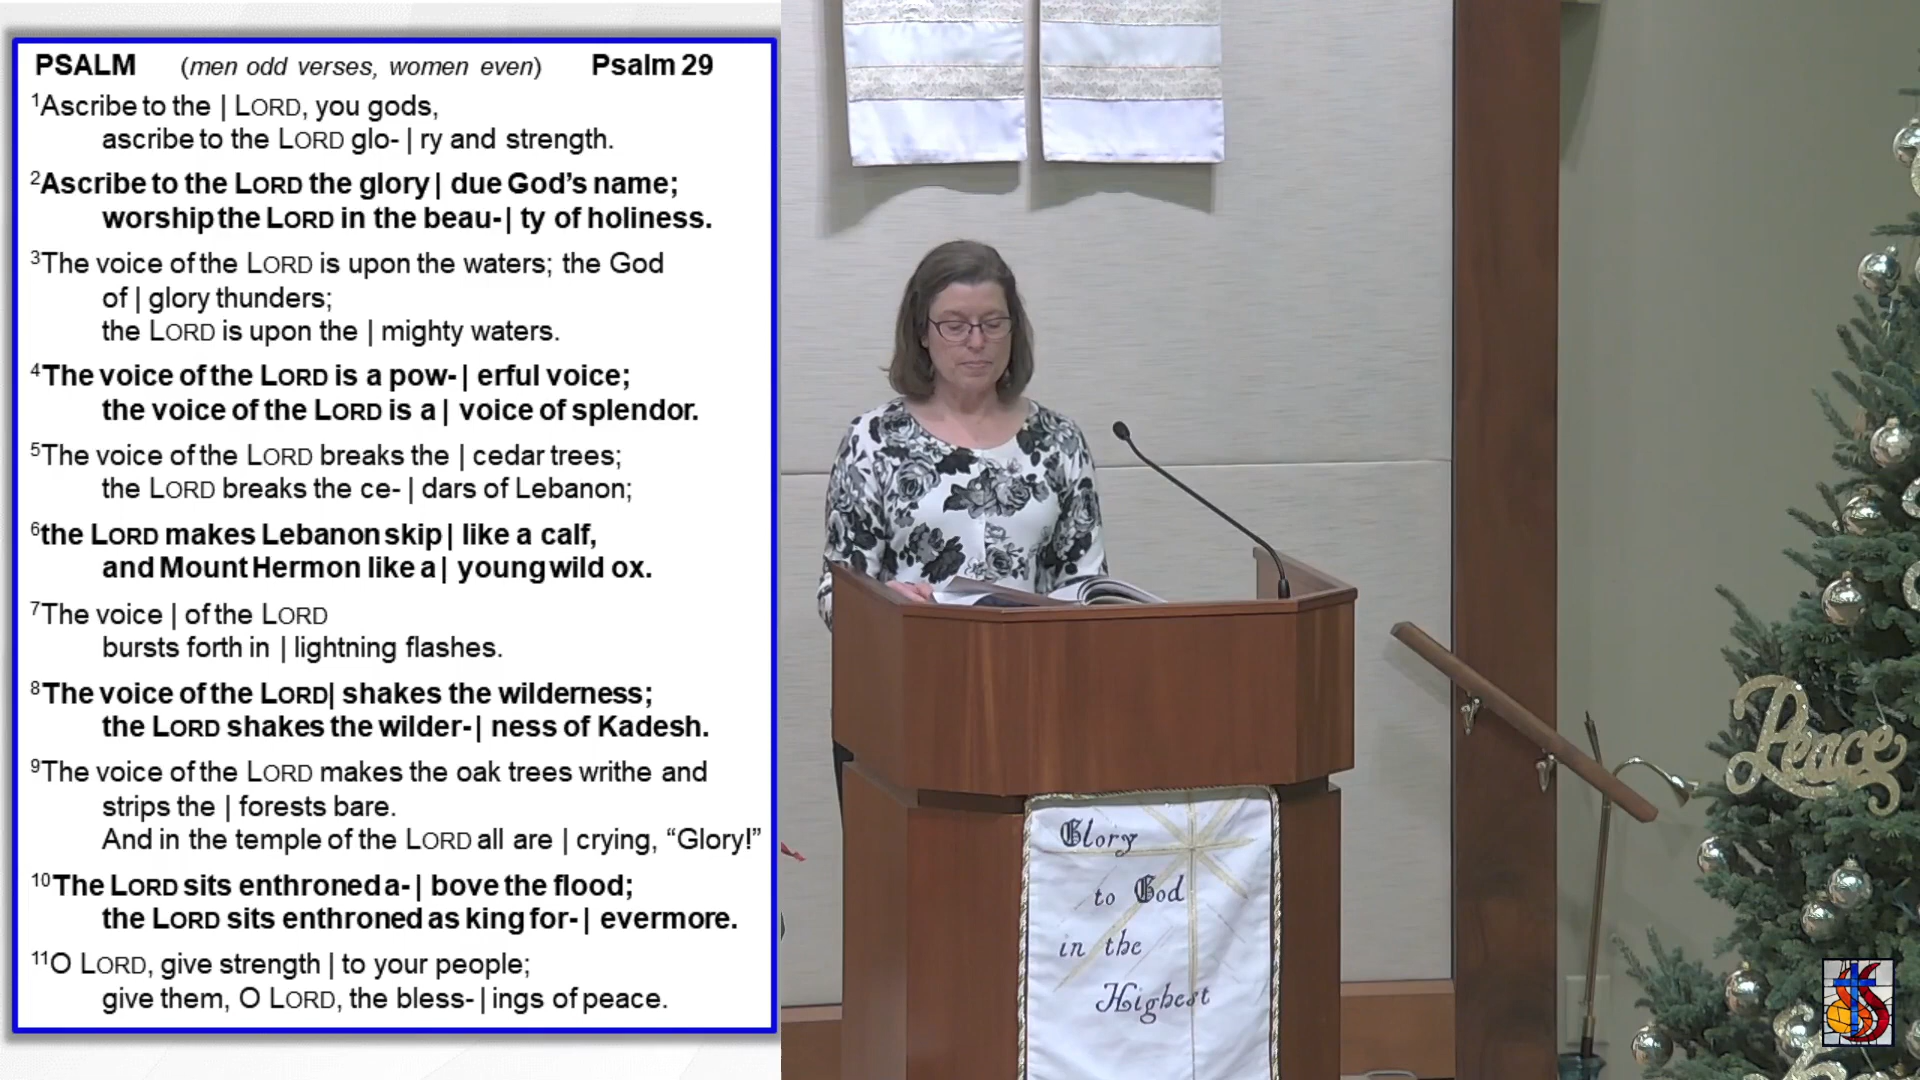 PSALM (men odd verses, women even) Psalm 29
1Ascribe to the | LORD, you gods,
ascribe to the LORD glo- | ry and strength.
2Ascribe to the LORD the glory | due God’s name;
worship the LORD in the beau- | ty of holiness.
3The voice of the LORD is upon the waters; the God
of | glory thunders;
the LORD is upon the | mighty waters.
4The voice of the LORD is a pow- | erful voice;
the voice of the LORD is a | voice of splendor.
5The voice of the LORD breaks the | cedar trees;
the LORD breaks the ce- | dars of Lebanon;
6the LORD makes Lebanon skip | like a calf,
and Mount Hermon like a | young wild ox.
7The voice | of the LORD
bursts forth in | lightning flashes.
8The voice of the LORD | shakes the wilderness;
the LORD shakes the wilder- | ness of Kadesh.
9The voice of the LORD makes the oak trees writhe and
strips the | forests bare.
And in the temple of the LORD all are | crying, “Glory!”
10The LORD sits enthroned a- | bove the flood;
the LORD sits enthroned as king for- | evermore.
11O LORD, give strength | to your people;
give them, O LORD, the bless- | ings of peace.
Glory
to God
in the
Highest
Peace